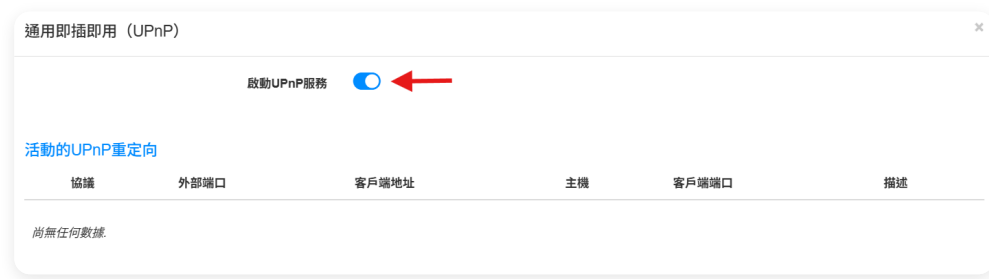 通用即插即用（UPnP）
×
啟動UPnP服務
活動的UPnP重定向
協議 外部端口 客戶端地址 主機 客戶端端口 描述
尚無任何數據.